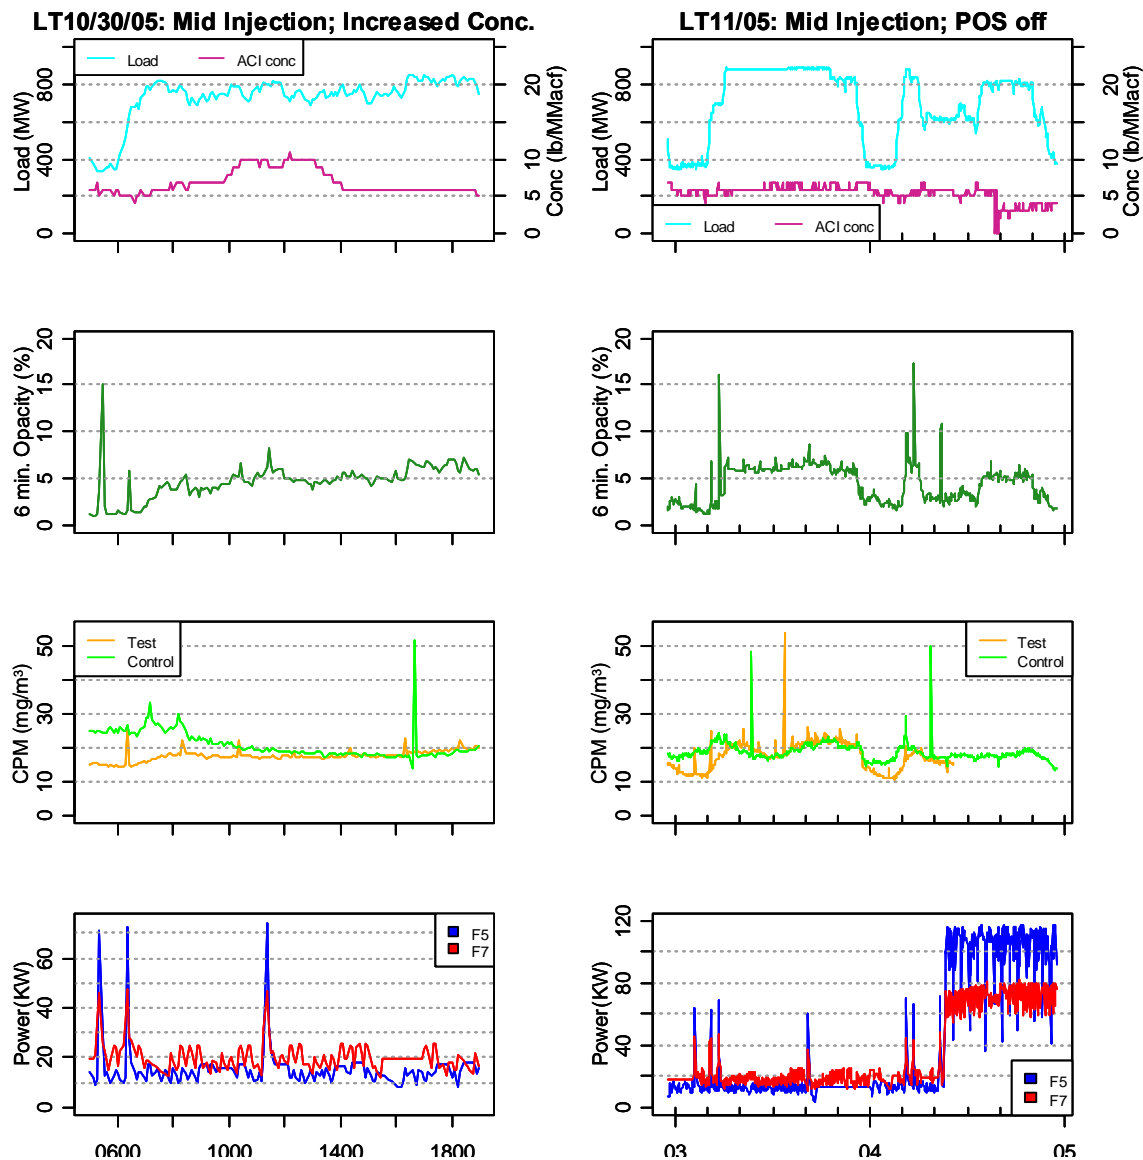 LT10/30/05: Mid Injection; Increased Conc.
Load (MW)
0 400 800
Load ACI conc
0 5 10 20
Conc (lb/MMacf)
LT11/05: Mid Injection; POS off
Load (MW)
0 400 800
Load ACI conc
0 5 10 20
Conc (lb/MMacf)
6 min. Opacity (%)
0 5 10 15 20
6 min. Opacity (%)
0 5 10 15 20
CPM (mg/m³)
0 10 30 50
Test
Control
CPM (mg/m³)
0 10 30 50
Test
Control
Power(KW)
0 20 40 60
F5
F7
0600 1000 1400 1800
Power(KW)
0 40 80 120
F5
F7
03 04 05